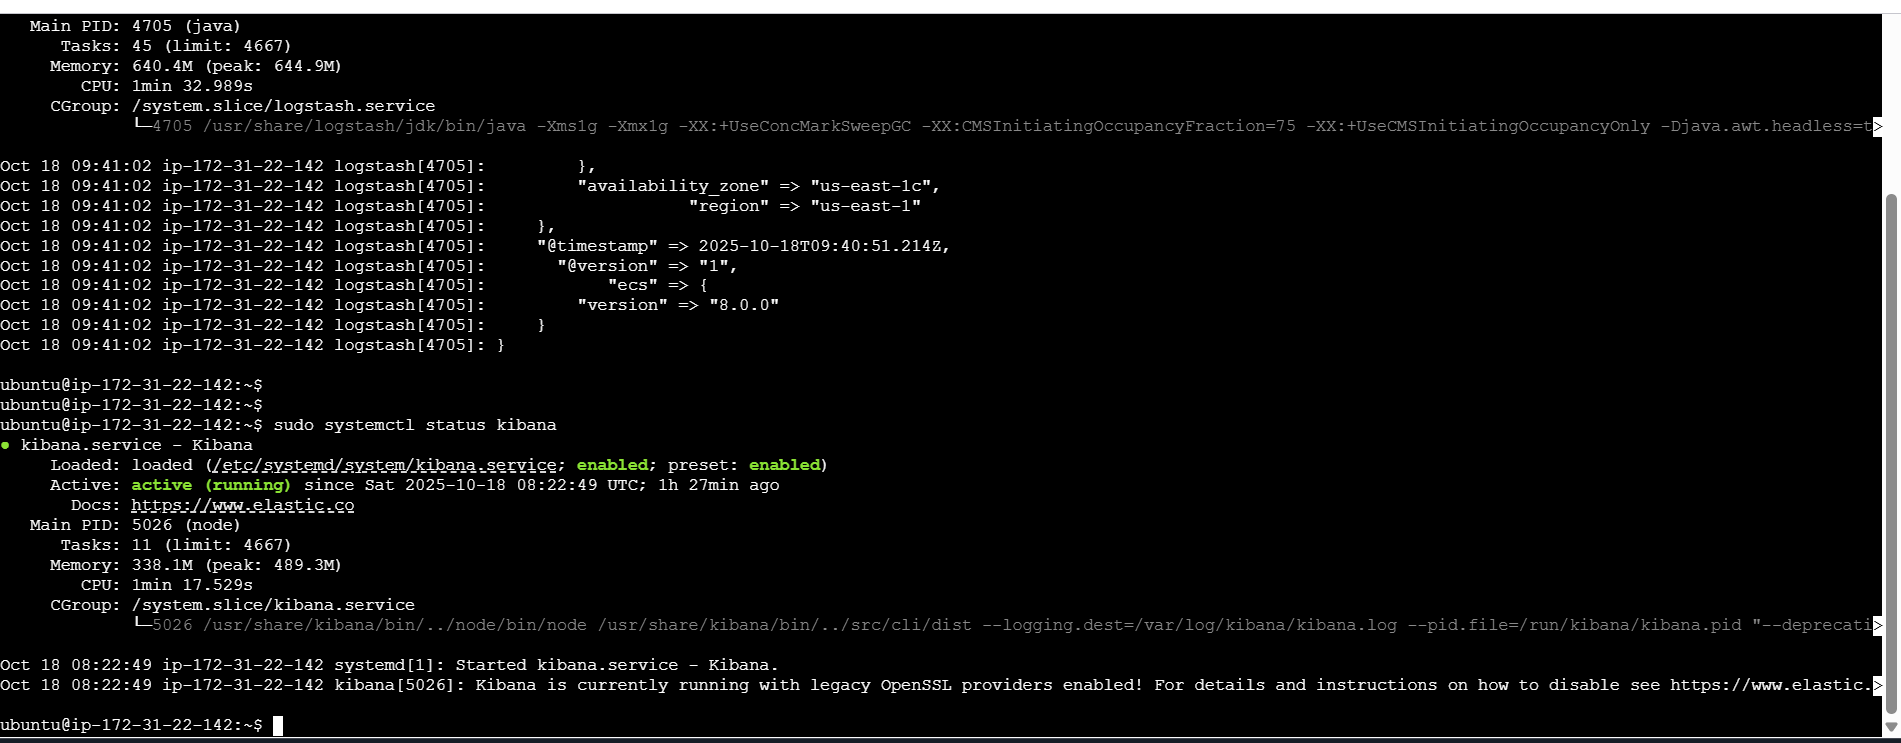 Main PID: 4705 (java)
Tasks: 45 (limit: 4667)
Memory: 640.4M (peak: 644.9M)
CPU: 1min 32.989s
CGroup: /system.slice/logstash.service
└─4705 /usr/share/logstash/jdk/bin/java -Xms1g -Xmx1g -XX:+UseConcMarkSweepGC -XX:CMSInitiatingOccupancyFraction=75 -XX:+UseCMSInitiatingOccupancyOnly -Djava.awt.headless=t>
Oct 18 09:41:02 ip-172-31-22-142 logstash[4705]:         },
Oct 18 09:41:02 ip-172-31-22-142 logstash[4705]:         "availability_zone" => "us-east-1c",
Oct 18 09:41:02 ip-172-31-22-142 logstash[4705]:                    "region" => "us-east-1"
Oct 18 09:41:02 ip-172-31-22-142 logstash[4705]:     },
Oct 18 09:41:02 ip-172-31-22-142 logstash[4705]:     "@timestamp" => 2025-10-18T09:40:51.214Z,
Oct 18 09:41:02 ip-172-31-22-142 logstash[4705]:       "@version" => "1",
Oct 18 09:41:02 ip-172-31-22-142 logstash[4705]:            "ecs" => {
Oct 18 09:41:02 ip-172-31-22-142 logstash[4705]:         "version" => "8.0.0"
Oct 18 09:41:02 ip-172-31-22-142 logstash[4705]:     }
Oct 18 09:41:02 ip-172-31-22-142 logstash[4705]: }
ubuntu@ip-172-31-22-142:~$
ubuntu@ip-172-31-22-142:~$
ubuntu@ip-172-31-22-142:~$ sudo systemctl status kibana
● kibana.service - Kibana
Loaded: loaded (/etc/systemd/system/kibana.service; enabled; preset: enabled)
Active: active (running) since Sat 2025-10-18 08:22:49 UTC; 1h 27min ago
Docs: https://www.elastic.co
Main PID: 5026 (node)
Tasks: 11 (limit: 4667)
Memory: 338.1M (peak: 489.3M)
CPU: 1min 17.529s
CGroup: /system.slice/kibana.service
└─5026 /usr/share/kibana/bin/../node/bin/node /usr/share/kibana/bin/../src/cli/dist --logging.dest=/var/log/kibana/kibana.log --pid.file=/run/kibana/kibana.pid "--deprecati>
Oct 18 08:22:49 ip-172-31-22-142 systemd[1]: Started kibana.service - Kibana.
Oct 18 08:22:49 ip-172-31-22-142 kibana[5026]: Kibana is currently running with legacy OpenSSL providers enabled! For details and instructions on how to disable see https://www.elastic.>
ubuntu@ip-172-31-22-142:~$